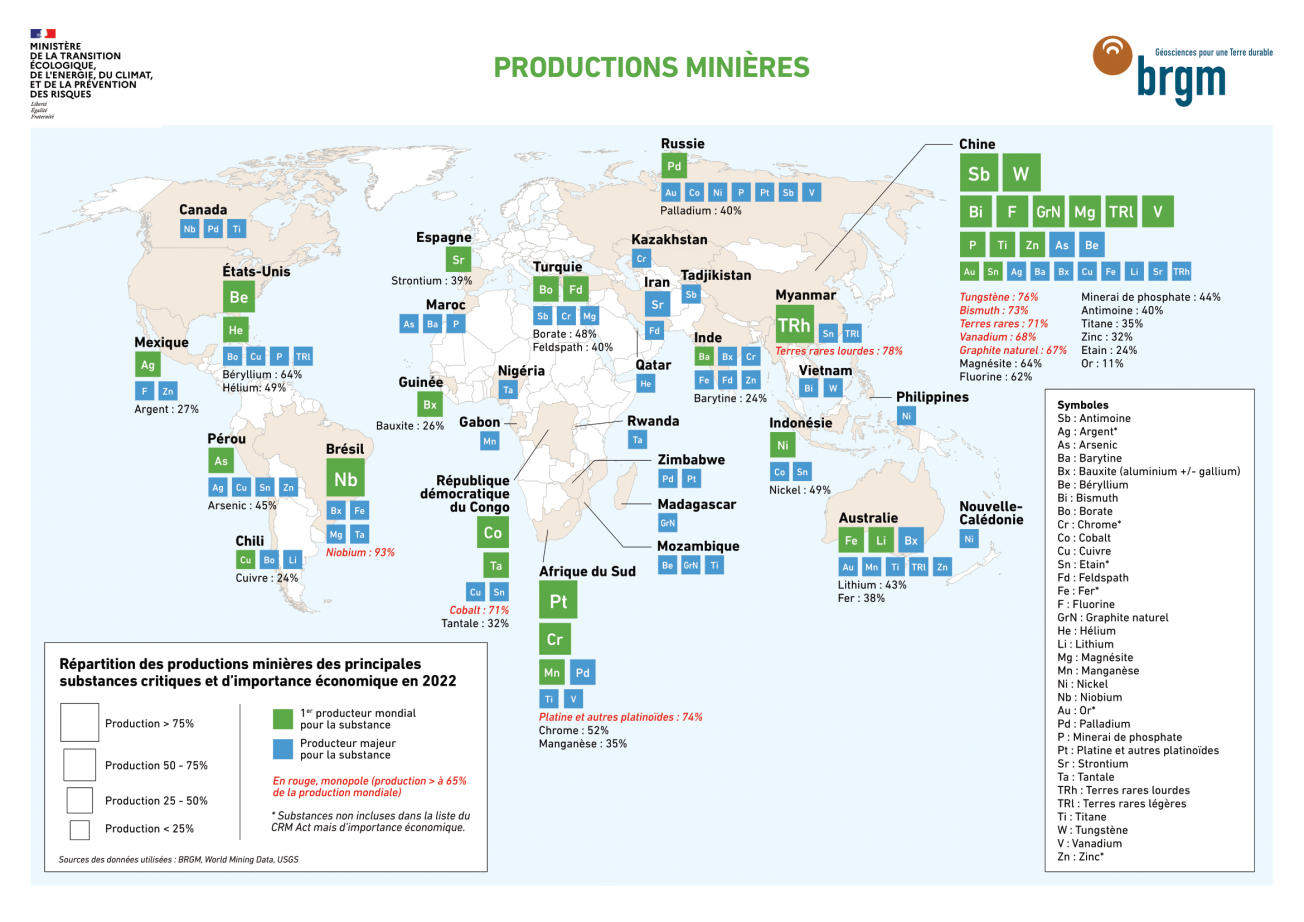 MINISTÈRE
DE LA TRANSITION
ÉCOLOGIQUE,
DE L'ENERGIE, DU CLIMAT,
ET DE LA PRÉVENTION
DES RISQUES
Liberté
Égalité
Fraternité
PRODUCTIONS MINIÈRES
Géosciences pour une Terre durable
brgm
Russie
Pd
Au Co Ni P Pt Sb V
Palladium : 40%
Chine
Sb W
Bi F GrN Mg TRl V
P Ti Zn As Be
Au Sn Ag Ba Bx Cu Fe Li Sr TRh
Tungstène : 76%
Bismuth : 73%
Terres rares : 71%
Vanadium : 68%
Graphite naturel : 67%
Magnésite : 64%
Fluorine : 62%
Minerai de phosphate : 44%
Antimoine : 40%
Titane : 35%
Zinc : 32%
Etain : 24%
Or : 11%
Canada
Nb Pd Ti
États-Unis
Be
He
Bo Cu P TRl
Béryllium : 64%
Hélium: 49%
Mexique
Ag
F Zn
Argent : 27%
Espagne
Sr
Strontium : 39%
Maroc
As Ba P
Turquie
Bo Fd
Sb Cr Mg
Borate : 48%
Feldspath : 40%
Kazakhstan
Cr
Iran
Sr
Fd
Tadjikistan
Sb
Myanmar
TRh Sn TRl
Terres rares lourdes : 78%
Inde
Ba Bx Cr
Fe Fd Zn
Barytine : 24%
Qatar
He
Vietnam
Bi W
Philippines
Ni
Nigéria
Ta
Guinée
Bx
Bauxite : 26%
Gabon
Mn
Rwanda
Ta
Indonésie
Ni
Co Sn
Nickel : 49%
Pérou
As
Ag Cu Sn Zn
Arsenic : 45%
Brésil
Nb
Bx Fe
Mg Ta
Niobium : 93%
Chili
Cu Bo Li
Cuivre : 24%
République
démocratique
du Congo
Co
Ta
Cu Sn
Cobalt : 71%
Tantale : 32%
Zimbabwe
Pd Pt
Madagascar
GrN
Mozambique
Be GrN Ti
Afrique du Sud
Pt
Cr
Mn Pd
Ti V
Platine et autres platinoïdes : 74%
Chrome : 52%
Manganèse : 35%
Australie
Fe Li Bx
Au Mn Ti TRl Zn
Lithium : 43%
Fer : 38%
Nouvelle-
Calédonie
Ni
Symboles
Sb : Antimoine
Ag : Argent*
As : Arsenic
Ba : Barytine
Bx : Bauxite (aluminium +/- gallium)
Be : Béryllium
Bi : Bismuth
Bo : Borate
Cr : Chrome*
Co : Cobalt
Cu : Cuivre
Sn : Etain*
Fd : Feldspath
Fe : Fer*
F : Fluorine
GrN : Graphite naturel
He : Hélium
Li : Lithium
Mg : Magnésite
Mn : Manganèse
Ni : Nickel
Nb : Niobium
Au : Or*
Pd : Palladium
P : Minerai de phosphate
Pt : Platine et autres platinoïdes
Sr : Strontium
Ta : Tantale
TRh : Terres rares lourdes
TRl : Terres rares légères
Ti : Titane
W : Tungstène
V : Vanadium
Zn : Zinc*
Répartition des productions minières des principales
substances critiques et d'importance économique en 2022
Production > 75%
Production 50 - 75%
Production 25 - 50%
Production < 25%
1er producteur mondial
pour la substance
Producteur majeur
pour la substance
En rouge, monopole (production > à 65%
de la production mondiale)
* Substances non incluses dans la liste du
CRM Act mais d'importance économique.
Sources des données utilisées : BRGM, World Mining Data, USGS